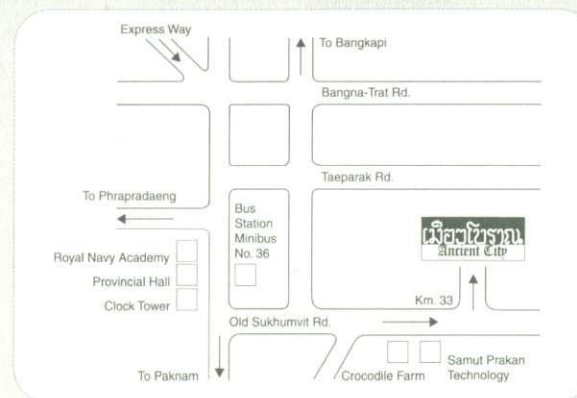 Express Way
To Bangkapi
Bangna-Trat Rd.
Taeparak Rd.
To Phrapradaeng
Bus
Station
Minibus
No. 36
เมืองโบราณ
Ancient City
Royal Navy Academy
Provincial Hall
Clock Tower
Km. 33
Old Sukhumvit Rd.
To Paknam
Crocodile Farm
Samut Prakan
Technology